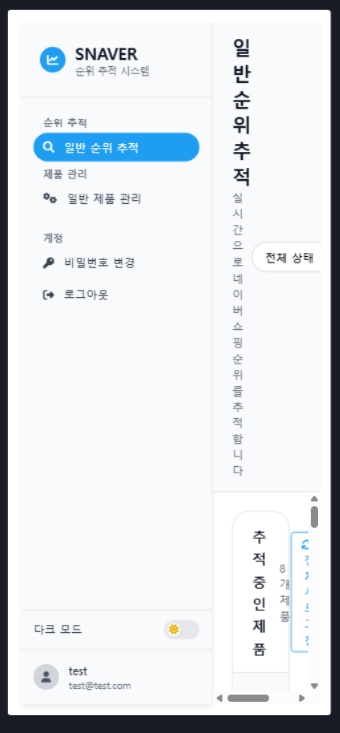 SNAVER
순위 추적 시스템
순위 추적
일반 순위 추적
제품 관리
일반 제품 관리
계정
비밀번호 변경
로그아웃
다크 모드
test
test@test.com
일
반
순
위
추
적
실
시
간
으
로
네
이
버
쇼
핑
순
위
를
추
적
합
니
다
전체 상태
추
적
중
인
제
품
8
개
제
품